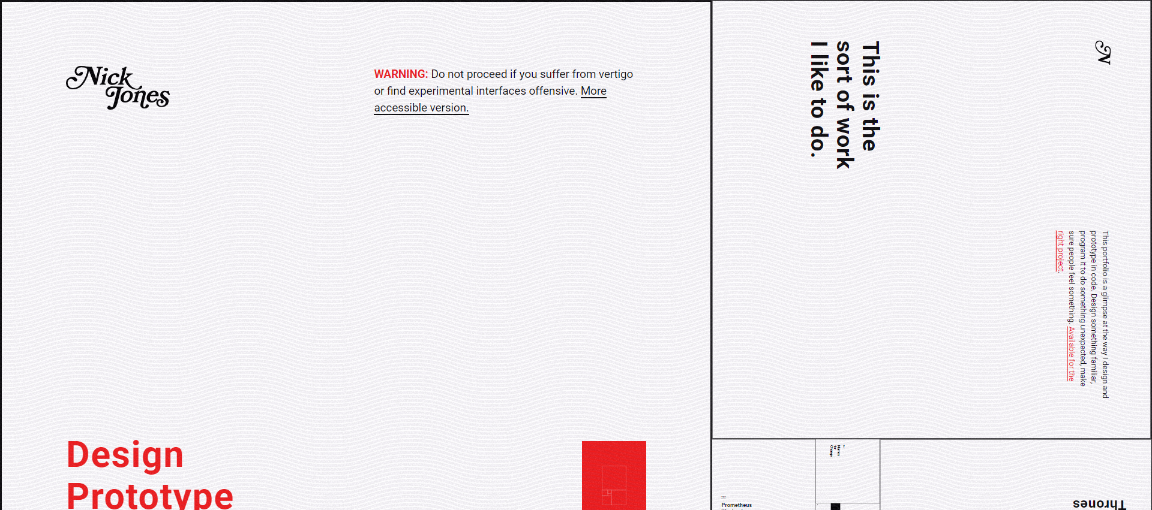 Nick
Jones
WARNING: Do not proceed if you suffer from vertigo
or find experimental interfaces offensive. More
accessible version.
Design
Prototype
N
This is the
sort of work
I like to do.
This portfolio is a glimpse at the way I design and
prototype in code. Design something familiar,
program it to do something unexpected, make
sure people feel something. Available for the
right project.
Prometheus
Thrones